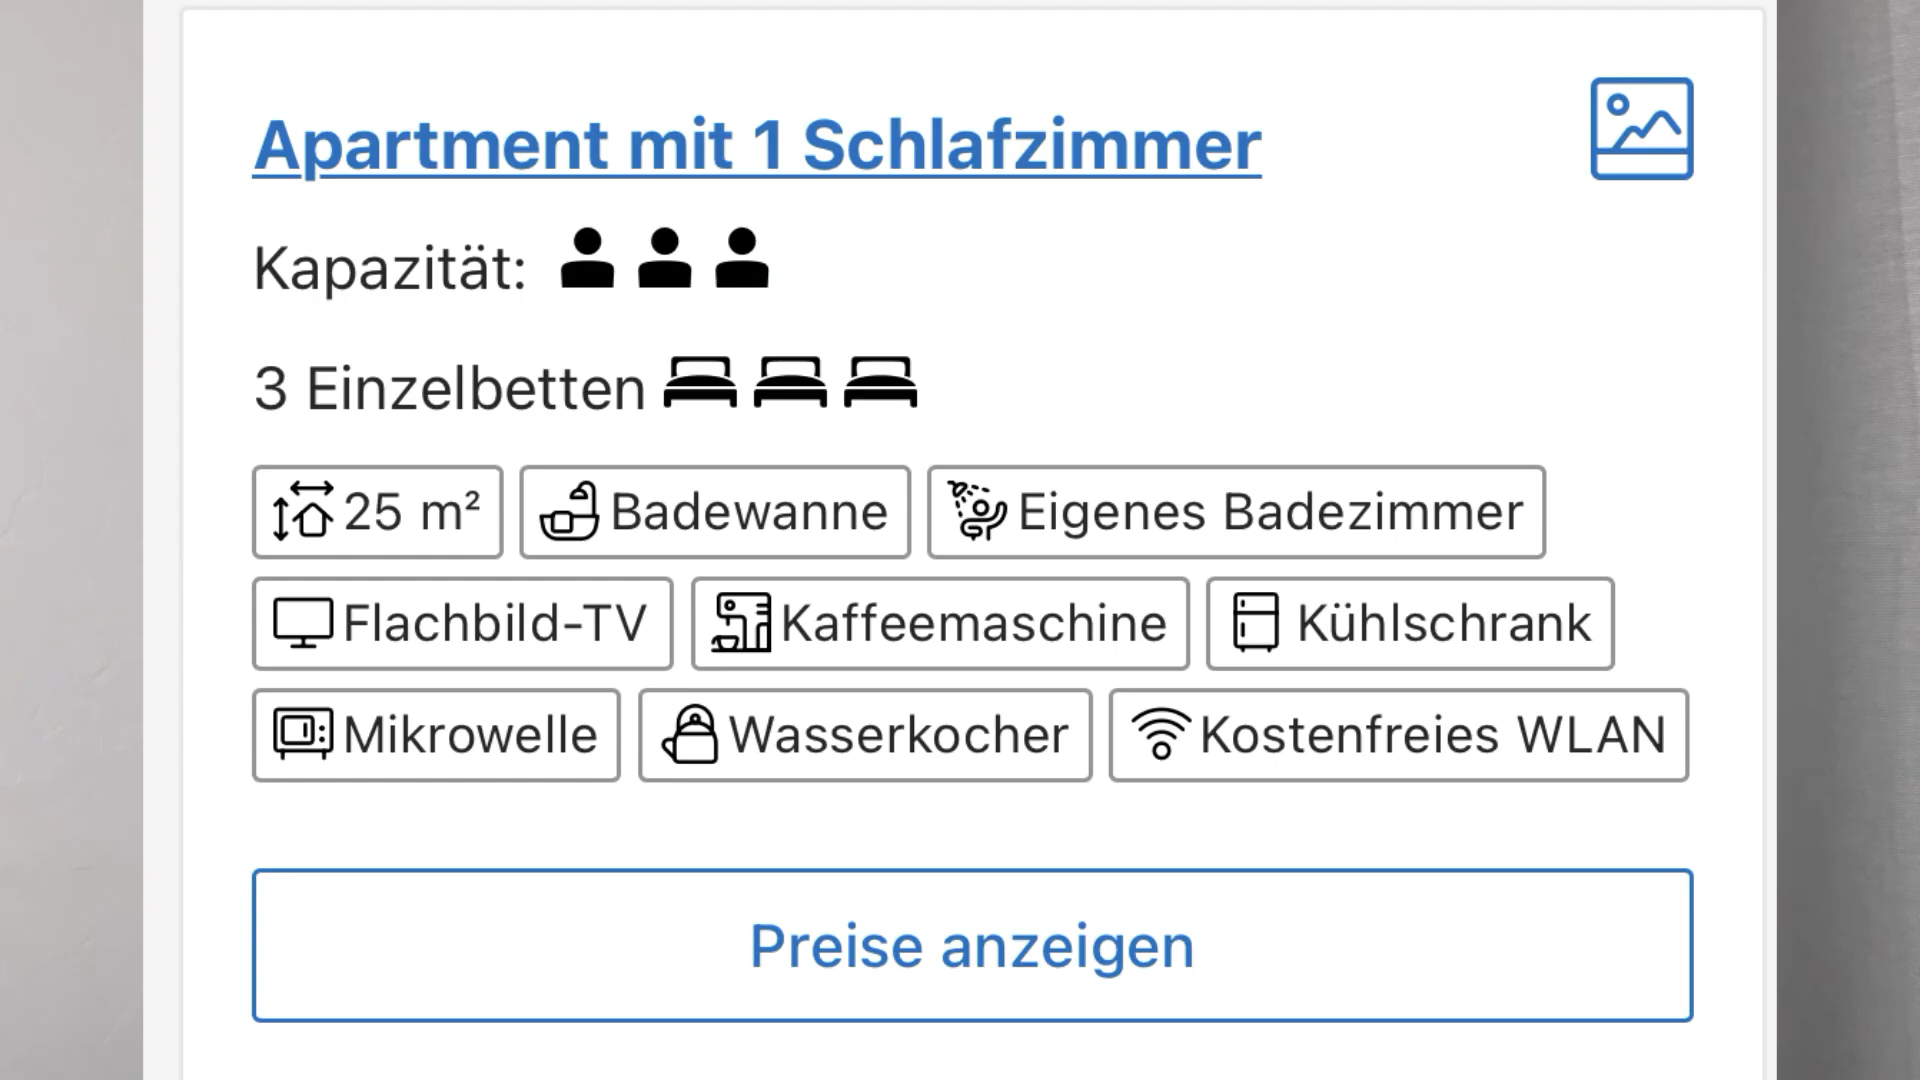 Apartment mit 1 Schlafzimmer
Kapazität:
3 Einzelbetten
25 m² Badewanne Eigenes Badezimmer
Flachbild-TV Kaffeemaschine Kühlschrank
Mikrowelle Wasserkocher Kostenfreies WLAN
Preise anzeigen